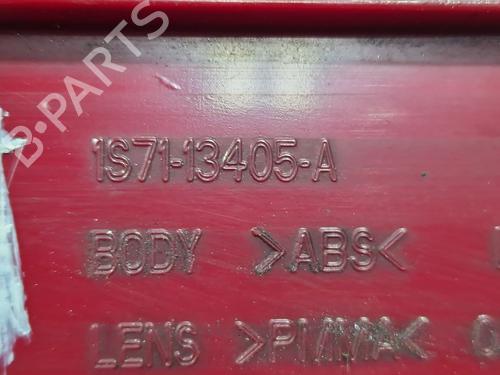 B-PARTS
1S71-13405-A
BODY >ABS<
LENS >PMMA<